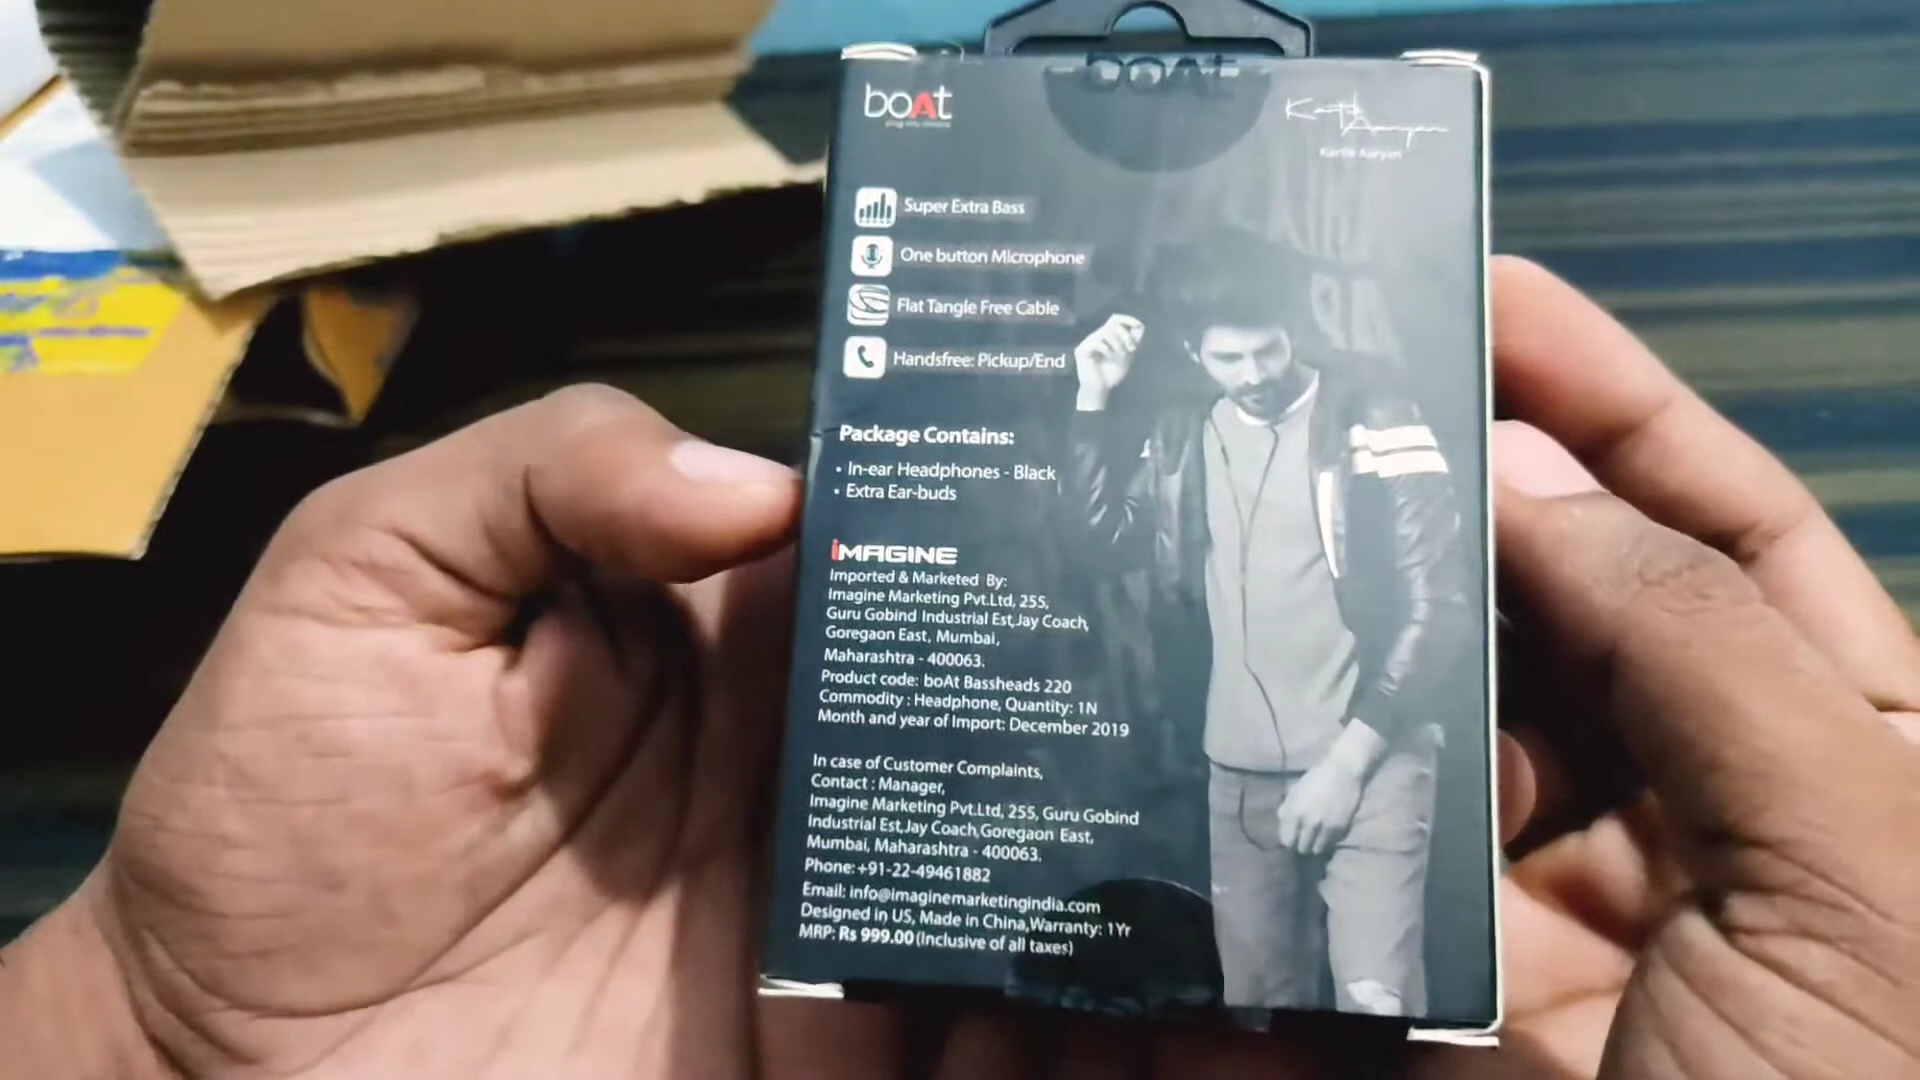 boAt
boAt
Kartik Aaryan
Kartik Aaryan
Super Extra Bass
One button Microphone
Flat Tangle Free Cable
Handsfree: Pickup/End
Package Contains:
• In-ear Headphones - Black
• Extra Ear-buds
iMAGINE
Imported & Marketed By:
Imagine Marketing Pvt.Ltd, 255,
Guru Gobind Industrial Est,Jay Coach,
Goregaon East, Mumbai,
Maharashtra - 400063.
Product code: boAt Bassheads 220
Commodity : Headphone, Quantity: 1N
Month and year of Import: December 2019
In case of Customer Complaints,
Contact : Manager,
Imagine Marketing Pvt.Ltd, 255, Guru Gobind
Industrial Est,Jay Coach,Goregaon East,
Mumbai, Maharashtra - 400063.
Phone: +91-22-49461882
Email: info@imaginemarketingindia.com
Designed in US, Made in China,Warranty: 1Yr
MRP: Rs 999.00 (Inclusive of all taxes)